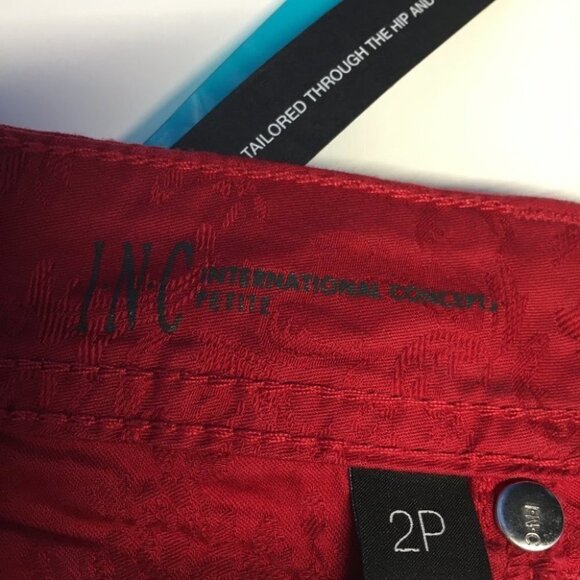 TAILORED THROUGH THE HIP AND
I·N·C INTERNATIONAL CONCEPTS
PETITE
2P
I·N·C